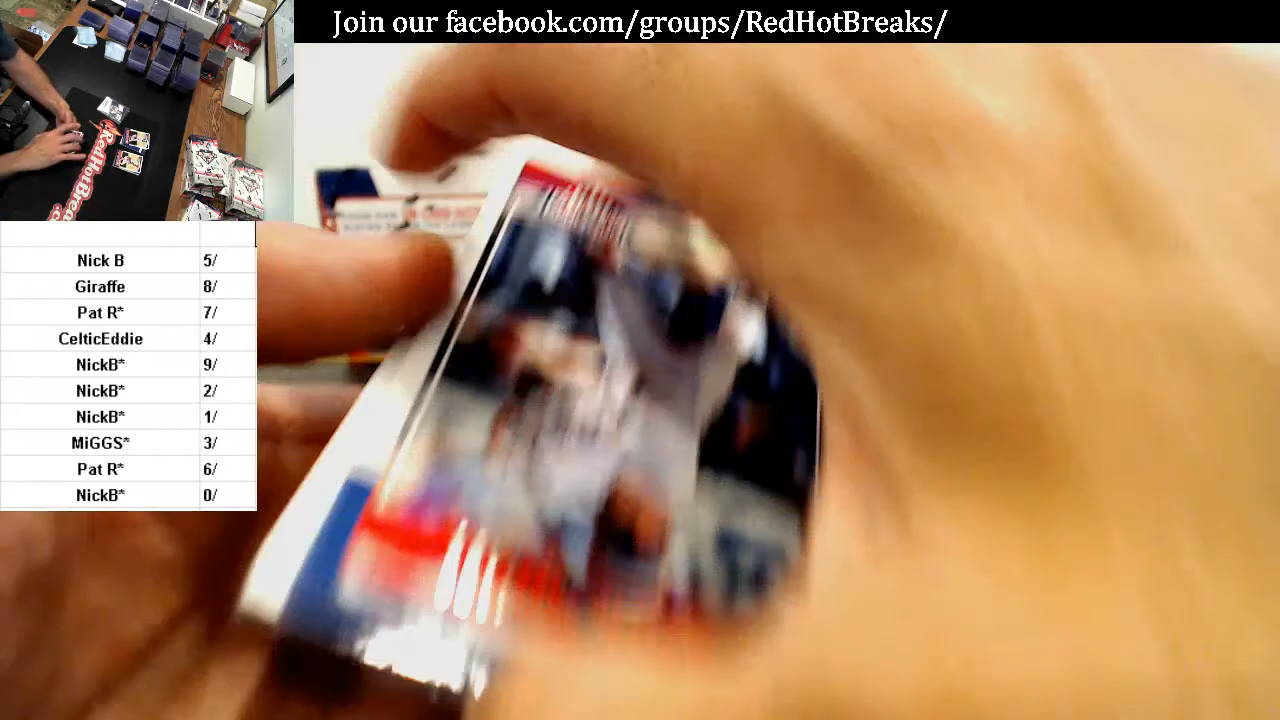 Join our facebook.com/groups/RedHotBreaks/
Nick B 5/
Giraffe 8/
Pat R* 7/
CelticEddie 4/
NickB* 9/
NickB* 2/
NickB* 1/
MiGGS* 3/
Pat R* 6/
NickB* 0/
RedHotBre